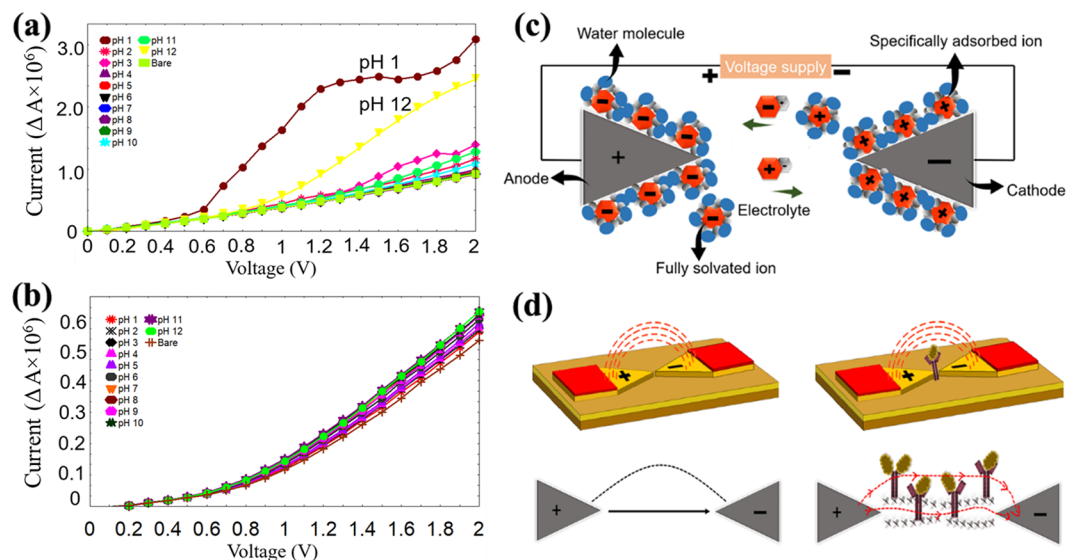 (a)
Current (Δ A×10⁶)
3.0
2.0
1.0
0
pH 1
pH 2
pH 3
pH 4
pH 5
pH 6
pH 7
pH 8
pH 9
pH 10
pH 11
pH 12
Bare
pH 1
pH 12
0 0.2 0.4 0.6 0.8 1 1.2 1.4 1.6 1.8 2
Voltage (V)
(b)
Current (Δ A×10⁶)
0.6
0.5
0.4
0.3
0.2
0.1
0
pH 1
pH 2
pH 3
pH 4
pH 5
pH 6
pH 7
pH 8
pH 9
pH 10
pH 11
pH 12
Bare
0 0.2 0.4 0.6 0.8 1 1.2 1.4 1.6 1.8 2
Voltage (V)
(c)
Water molecule
Specifically adsorbed ion
+ Voltage supply −
+
−
Anode
Cathode
Electrolyte
Fully solvated ion
(d)
+ −
+ −
+ −
+ −